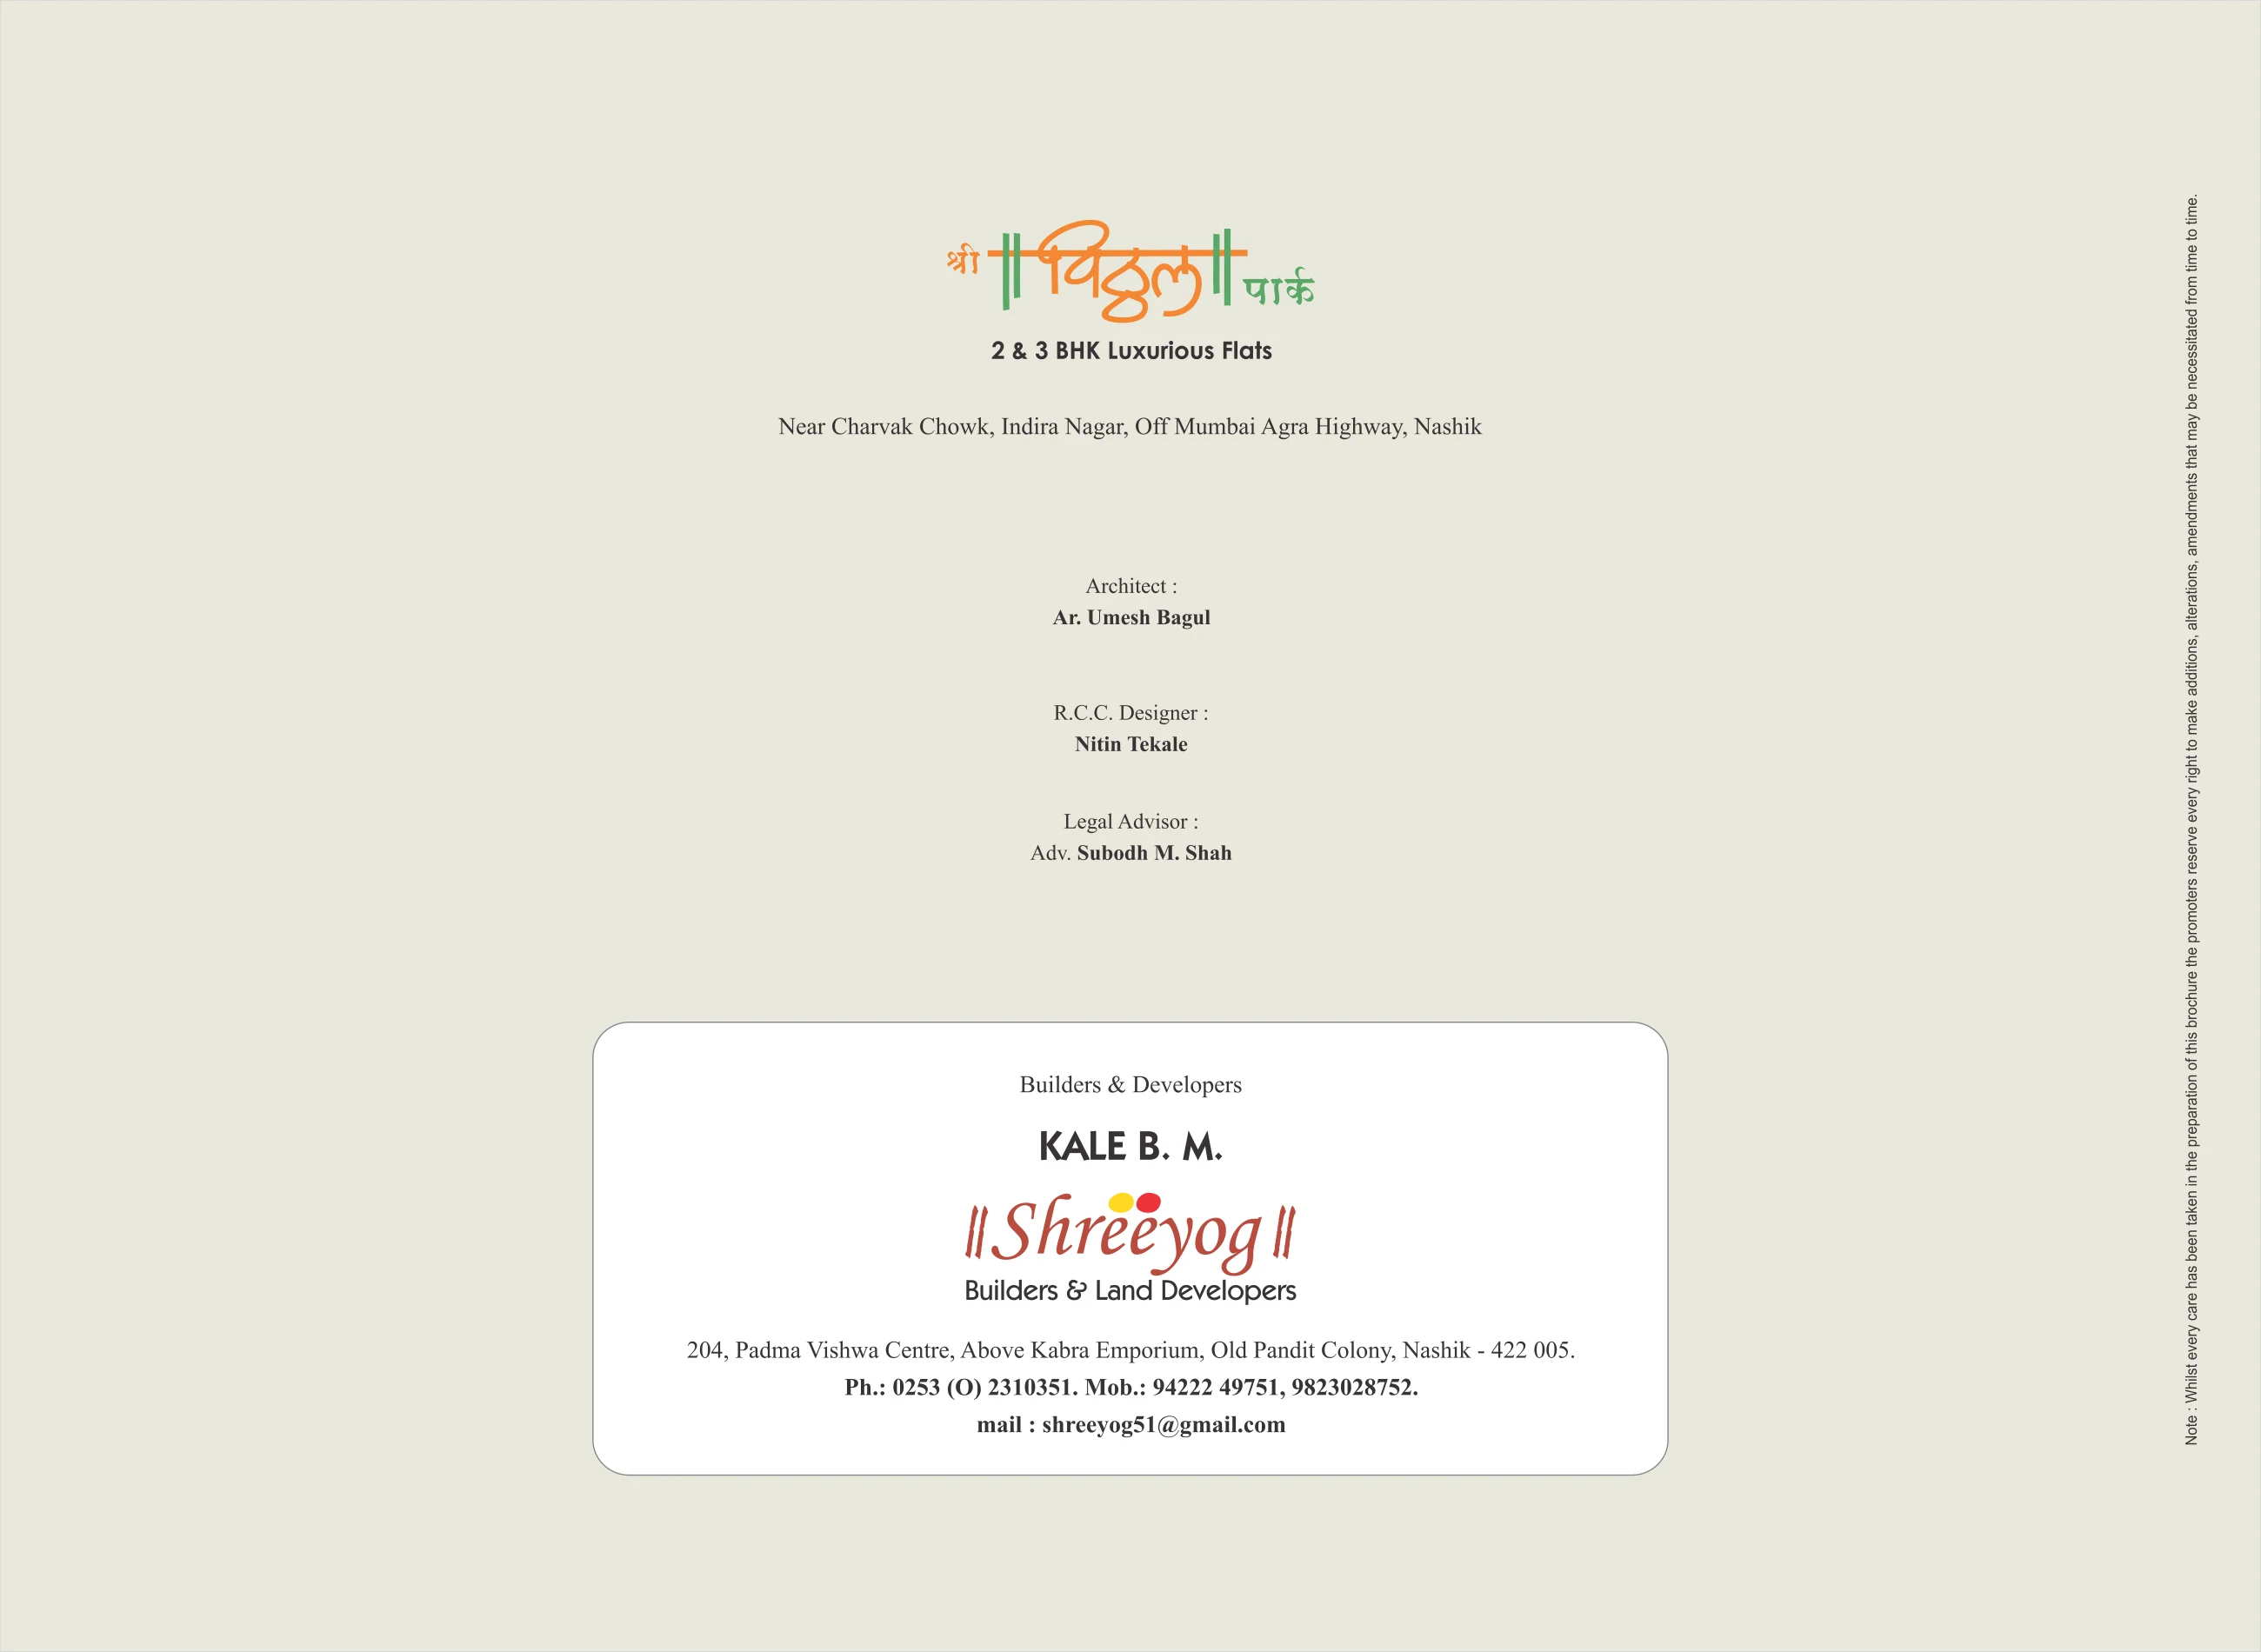 श्री ॥ विठ्ठल ॥ पार्क
2 & 3 BHK Luxurious Flats
Near Charvak Chowk, Indira Nagar, Off Mumbai Agra Highway, Nashik
Architect :
Ar. Umesh Bagul
R.C.C. Designer :
Nitin Tekale
Legal Advisor :
Adv. Subodh M. Shah
Builders & Developers
KALE B. M.
॥ Shreeyog ॥
Builders & Land Developers
204, Padma Vishwa Centre, Above Kabra Emporium, Old Pandit Colony, Nashik - 422 005.
Ph.: 0253 (O) 2310351. Mob.: 94222 49751, 9823028752.
mail : shreeyog51@gmail.com
Note : Whilst every care has been taken in the preparation of this brochure the promoters reserve every right to make additions, alterations, amendments that may be necessitated from time to time.